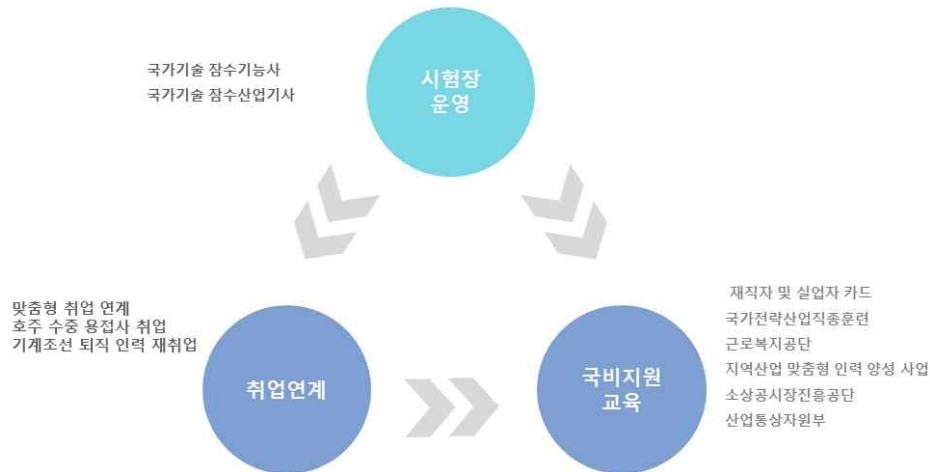 국가기술 잠수기능사
국가기술 잠수산업기사
시험장
운영
맞춤형 취업 연계
호주 수중 용접사 취업
기계조선 퇴직 인력 재취업
취업연계
국비지원
교육
재직자 및 실업자 카드
국가전략산업직종훈련
근로복지공단
지역산업 맞춤형 인력 양성 사업
소상공시장진흥공단
산업통상자원부